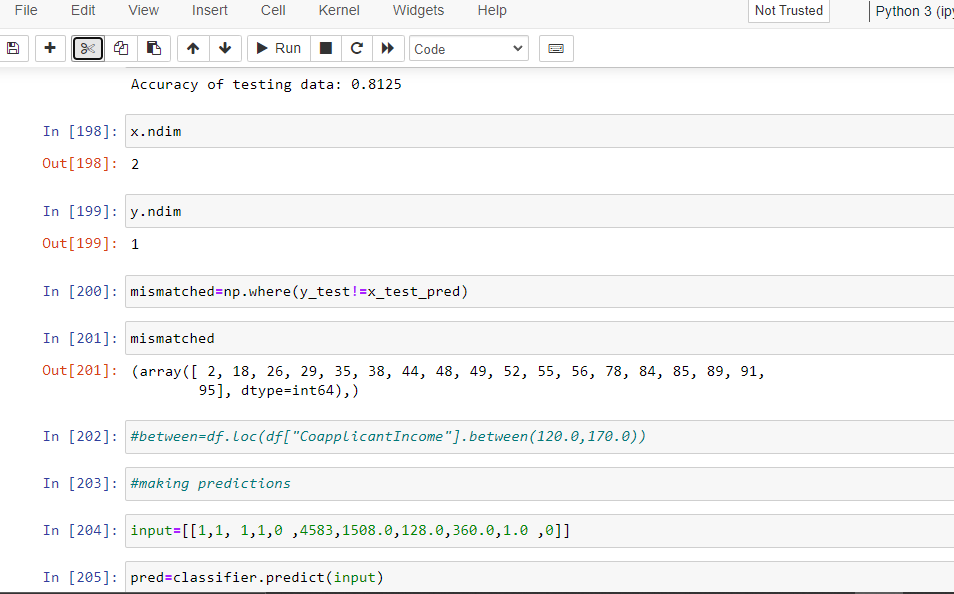 File Edit View Insert Cell Kernel Widgets Help Not Trusted Python 3 (ipy
Run Code
Accuracy of testing data: 0.8125
In [198]: x.ndim
Out[198]: 2
In [199]: y.ndim
Out[199]: 1
In [200]: mismatched=np.where(y_test!=x_test_pred)
In [201]: mismatched
Out[201]: (array([ 2, 18, 26, 29, 35, 38, 44, 48, 49, 52, 55, 56, 78, 84, 85, 89, 91,
95], dtype=int64),)
In [202]: #between=df.loc(df["CoapplicantIncome"].between(120.0,170.0))
In [203]: #making predictions
In [204]: input=[[1,1, 1,1,0 ,4583,1508.0,128.0,360.0,1.0 ,0]]
In [205]: pred=classifier.predict(input)